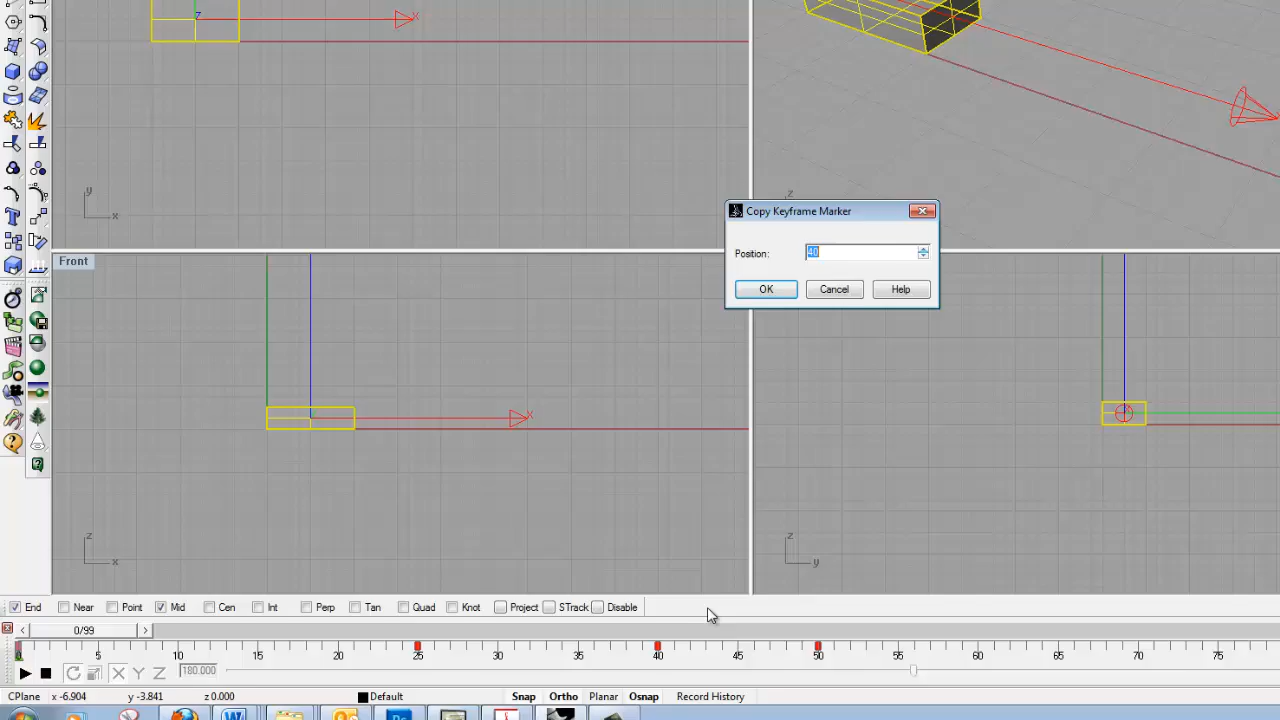 X
Z
y
x
Copy Keyframe Marker
Position: 40
OK Cancel Help
z
Front
X
z
x
z
y
End Near Point Mid Cen Int Perp Tan Quad Knot Project STrack Disable
0/99
0 5 10 15 20 25 30 35 40 45 50 55 60 65 70 75
X Y Z 180.000
CPlane x -6.904 y -3.841 z 0.000 Default Snap Ortho Planar Osnap Record History